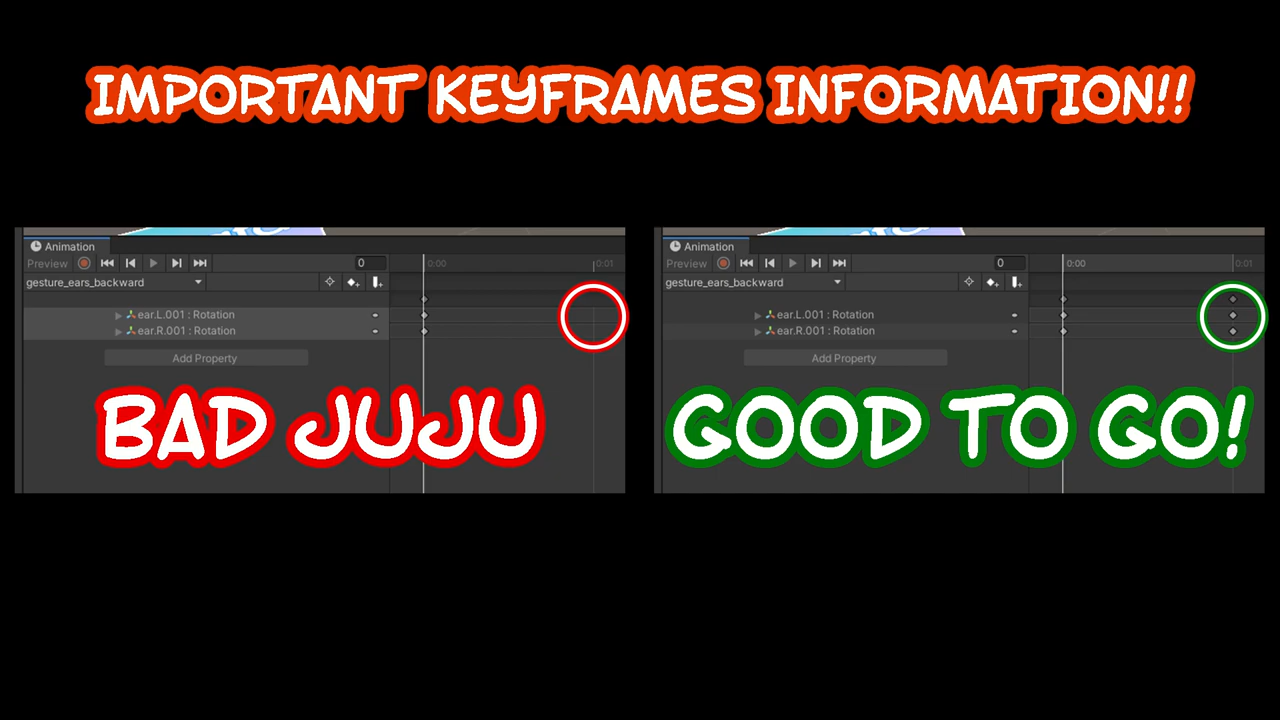 IMPORTANT KEYFRAMES INFORMATION!!
Animation
Preview 0 0:00 0:01
gesture_ears_backward
ear.L.001 : Rotation
ear.R.001 : Rotation
Add Property
BAD JUJU
Animation
Preview 0 0:00 0:01
gesture_ears_backward
ear.L.001 : Rotation
ear.R.001 : Rotation
Add Property
GOOD TO GO!